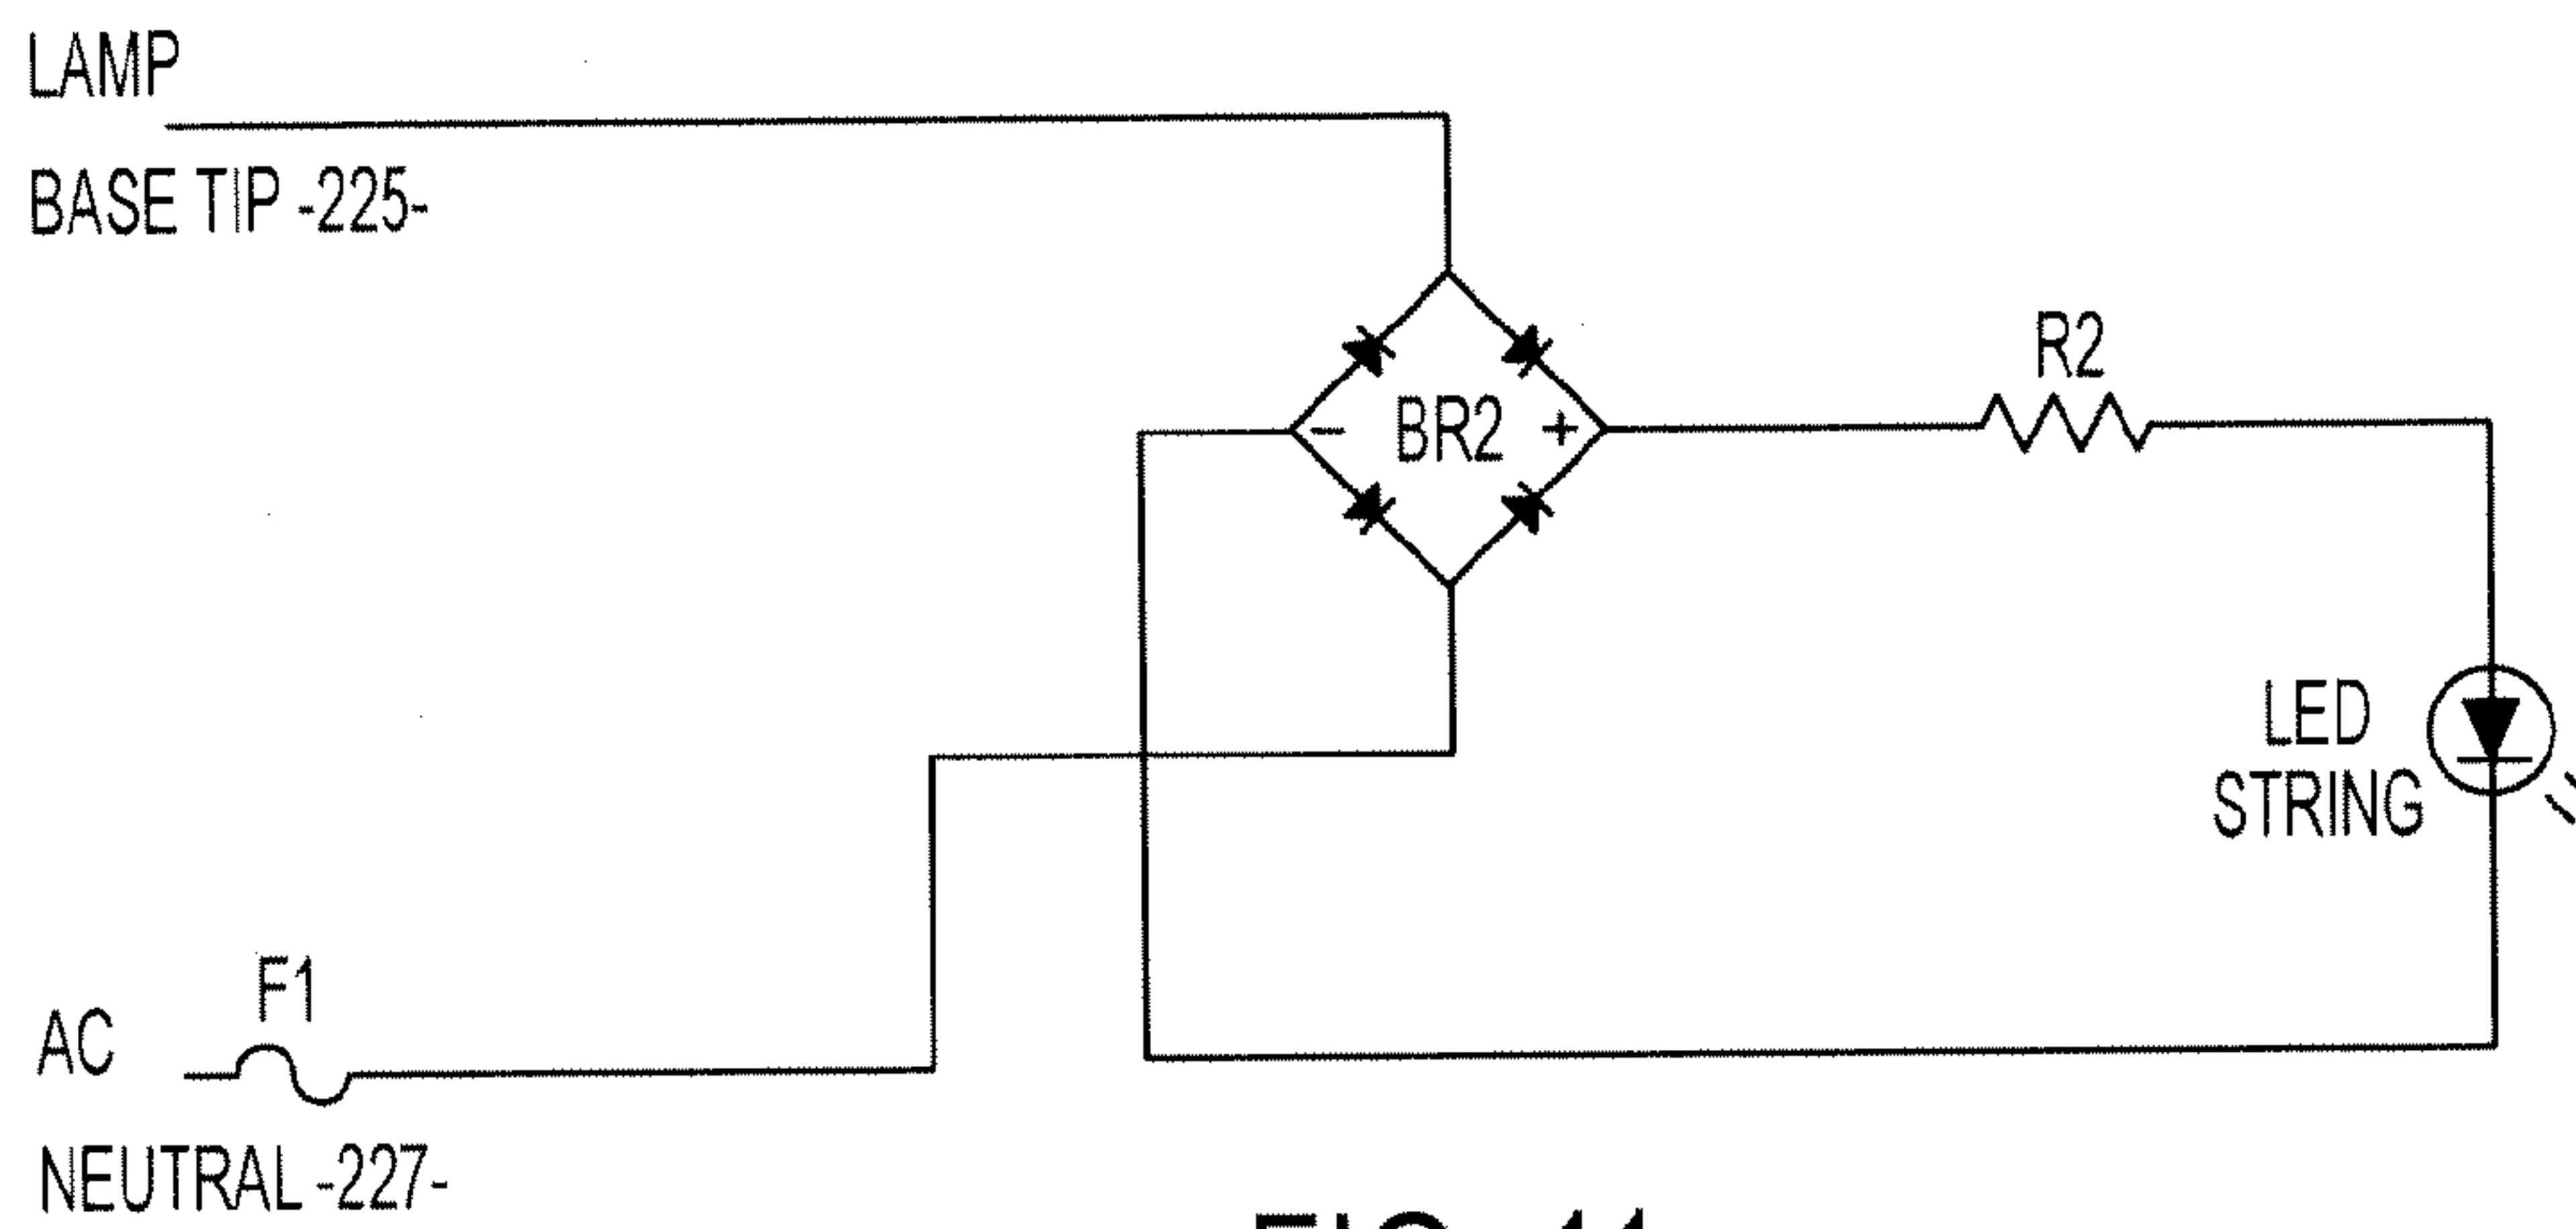 LAMP
BASE TIP -225-
R2
- BR2 +
LED
STRING
F1
AC
NEUTRAL -227-